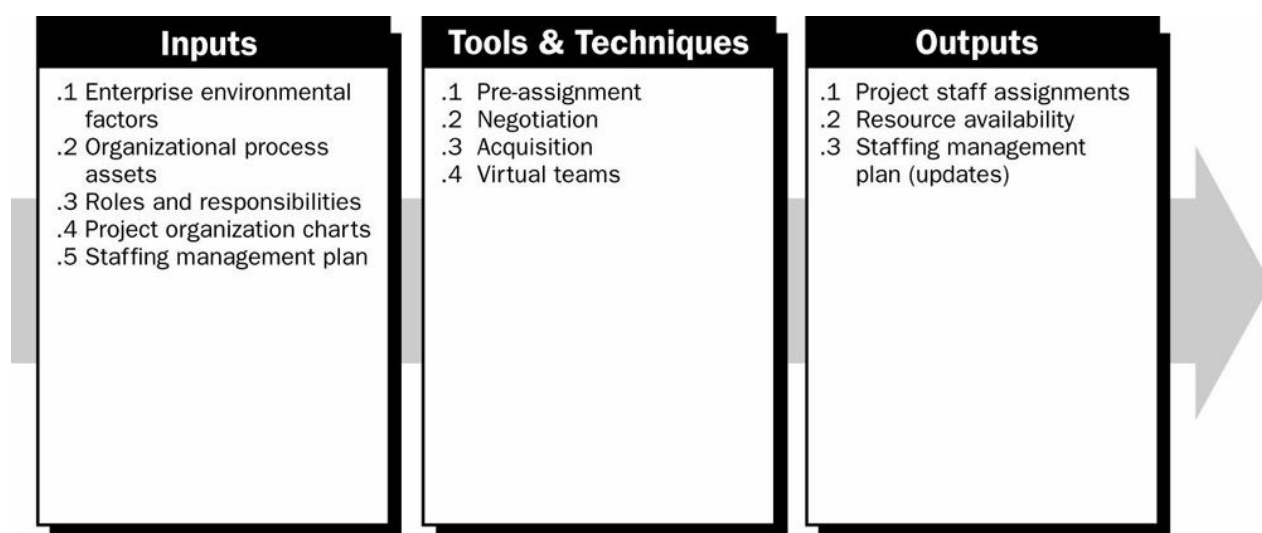 Inputs
.1 Enterprise environmental
factors
.2 Organizational process
assets
.3 Roles and responsibilities
.4 Project organization charts
.5 Staffing management plan
Tools & Techniques
.1 Pre-assignment
.2 Negotiation
.3 Acquisition
.4 Virtual teams
Outputs
.1 Project staff assignments
.2 Resource availability
.3 Staffing management
plan (updates)